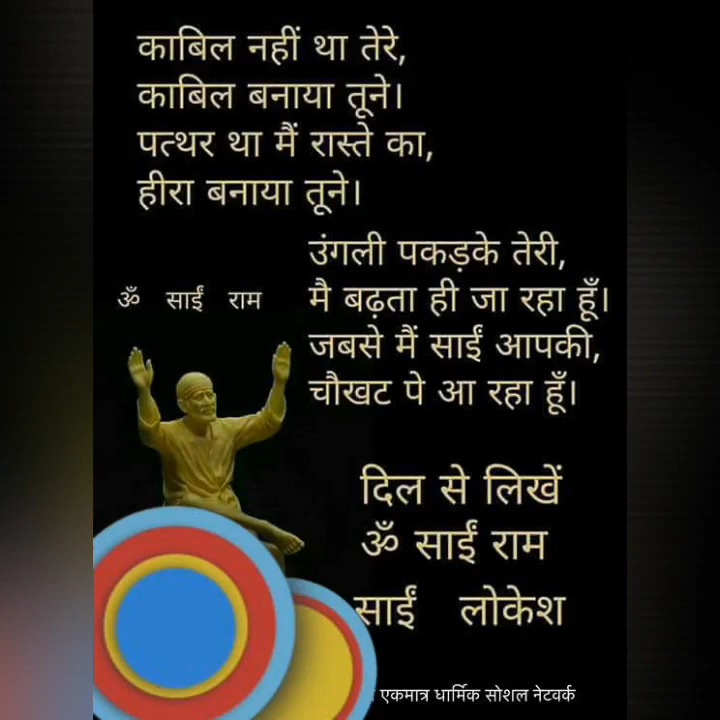 काबिल नहीं था तेरे,
काबिल बनाया तूने।
पत्थर था मैं रास्ते का,
हीरा बनाया तूने।
उंगली पकड़के तेरी,
मै बढ़ता ही जा रहा हूँ।
जबसे मैं साईं आपकी,
चौखट पे आ रहा हूँ।
ॐ साईं राम
दिल से लिखें
ॐ साईं राम
साईं लोकेश
एकमात्र धार्मिक सोशल नेटवर्क